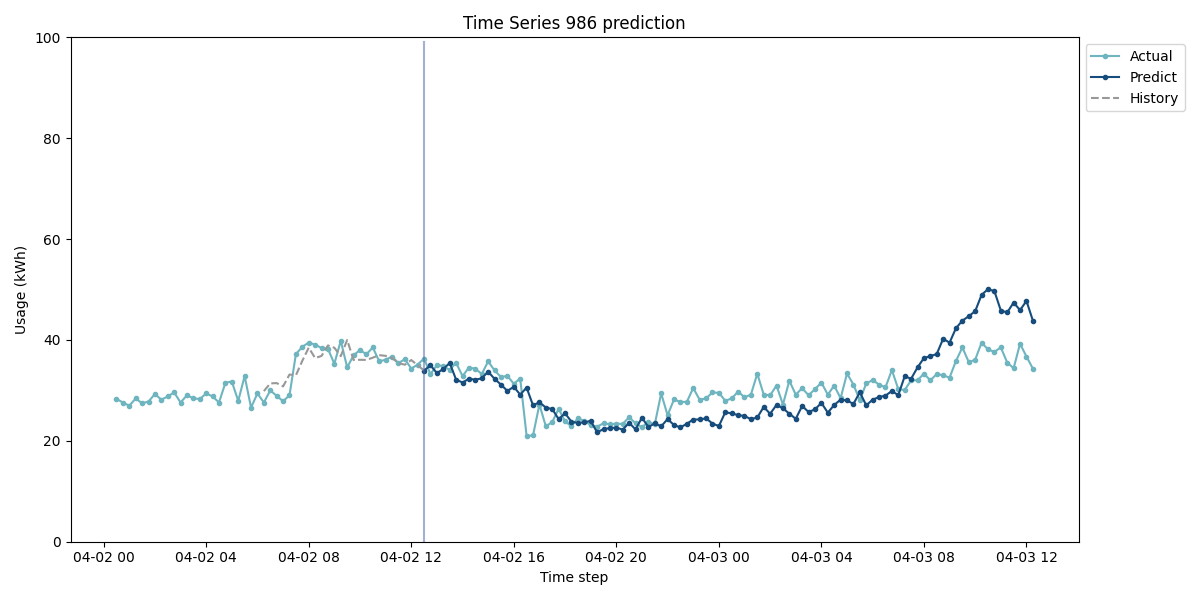 Time Series 986 prediction
Usage (kWh)
100
80
60
40
20
0
04-02 00
04-02 04
04-02 08
04-02 12
04-02 16
04-02 20
04-03 00
04-03 04
04-03 08
04-03 12
Time step
Actual
Predict
History